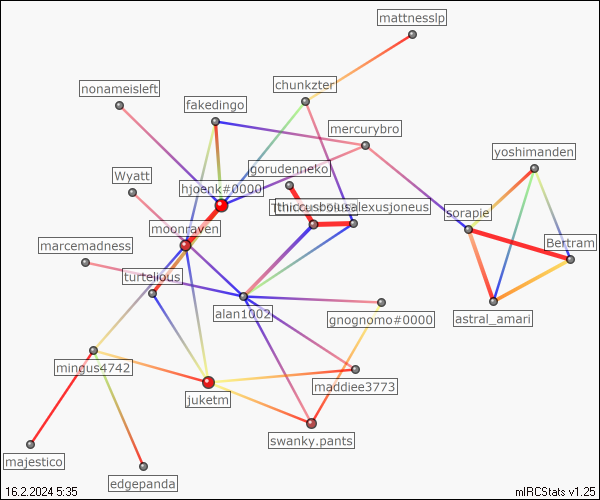 mattnesslp
chunkzter
nonameisleft
fakedingo
mercurybro
yoshimanden
gorudenneko
Wyatt
hjoenk#0000
sorapie
moonraven
Bertram
marcemadness
turtelious
alan1002
gnognomo#0000
astral_amari
mingus4742
maddiee3773
juketm
swanky.pants
majestico
edgepanda
16.2.2024 5:35
mIRCStats v1.25